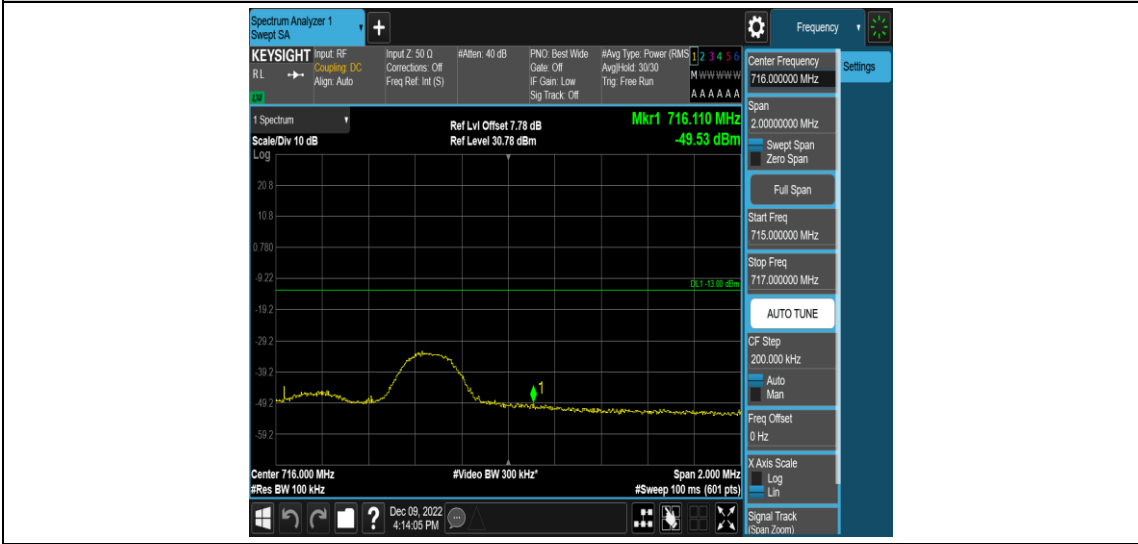 Spectrum Analyzer 1
Swept SA
+
Frequency
KEYSIGHT
RL
Input: RF
Coupling: DC
Align: Auto
Input Z: 50 Ω
Corrections: Off
Freq Ref: Int (S)
#Atten: 40 dB
PNO: Best Wide
Gate: Off
IF Gain: Low
Sig Track: Off
#Avg Type: Power (RMS
Avg|Hold: 30/30
Trig: Free Run
1 2 3 4 5 6
M W W W W W
A A A A A A
1 Spectrum
Scale/Div 10 dB
Log
Ref Lvl Offset 7.78 dB
Ref Level 30.78 dBm
Mkr1 716.110 MHz
-49.53 dBm
20.8
10.8
0.780
-9.22
DL1 -13.00 dBm
-19.2
-29.2
-39.2
1
-49.2
-59.2
Center 716.000 MHz
#Res BW 100 kHz
#Video BW 300 kHz*
Span 2.000 MHz
#Sweep 100 ms (601 pts)
?
Dec 09, 2022
4:14:05 PM
Center Frequency
716.000000 MHz
Settings
Span
2.00000000 MHz
Swept Span
Zero Span
Full Span
Start Freq
715.000000 MHz
Stop Freq
717.000000 MHz
AUTO TUNE
CF Step
200.000 kHz
Auto
Man
Freq Offset
0 Hz
X Axis Scale
Log
Lin
Signal Track
(Span Zoom)